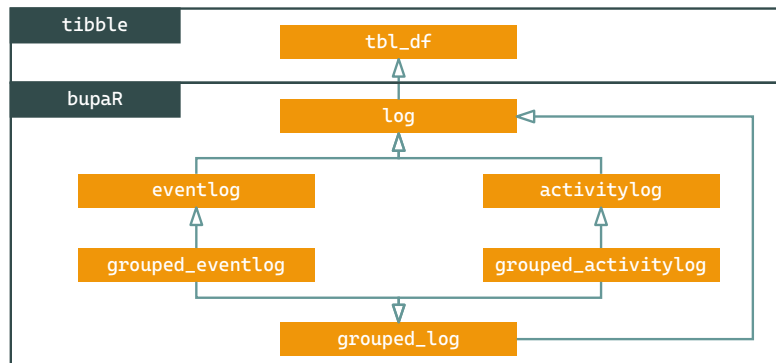 tibble
tbl_df
bupaR
log
eventlog
activitylog
grouped_eventlog
grouped_activitylog
grouped_log